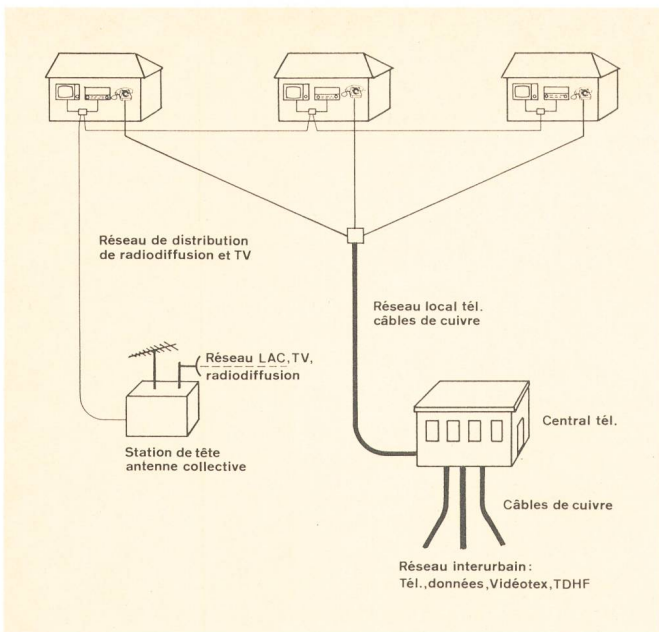 Réseau de distribution
de radiodiffusion et TV
Réseau local tél.
câbles de cuivre
Réseau LAC, TV,
radiodiffusion
Station de tête
antenne collective
Central tél.
Câbles de cuivre
Réseau interurbain:
Tél., données, Vidéotex, TDHF